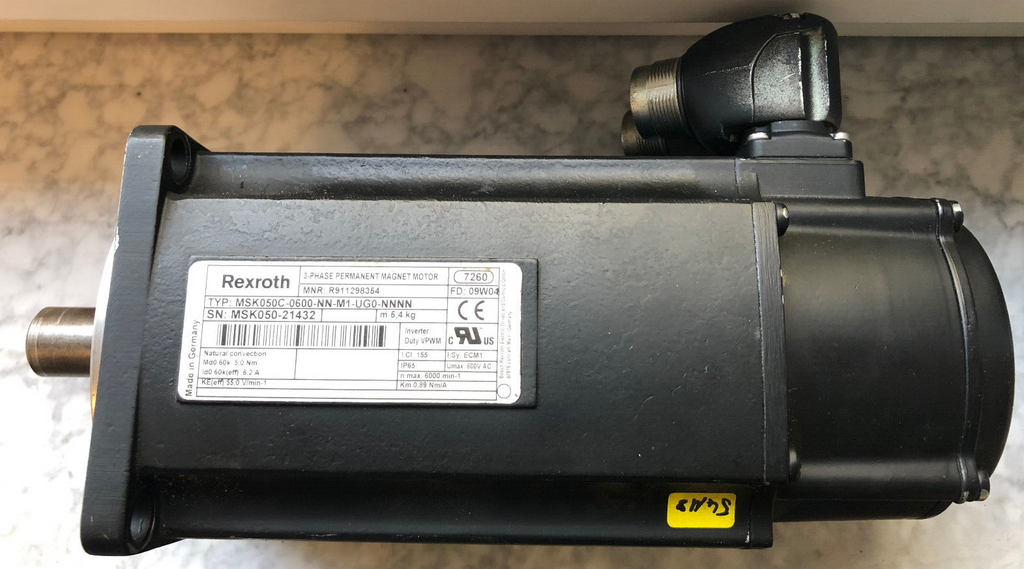 Rexroth
3-PHASE PERMANENT MAGNET MOTOR
7260
MNR: R911298354
FD: 09W04
TYP: MSK050C-0600-NN-M1-UG0-NNNN
SN: MSK050-21432
m 5,4 kg
CE
Inverter
Duty VPWM
c RU US
Made in Germany
Natural convection
Md0 60k 5.0 Nm
Id0 60k(eff) 6.2 A
KE(eff) 55.0 V/min-1
I.Cl. 155
I.Sy. ECM1
IP65
Umax 600V AC
n max. 6000 min-1
Km 0.89 Nm/A